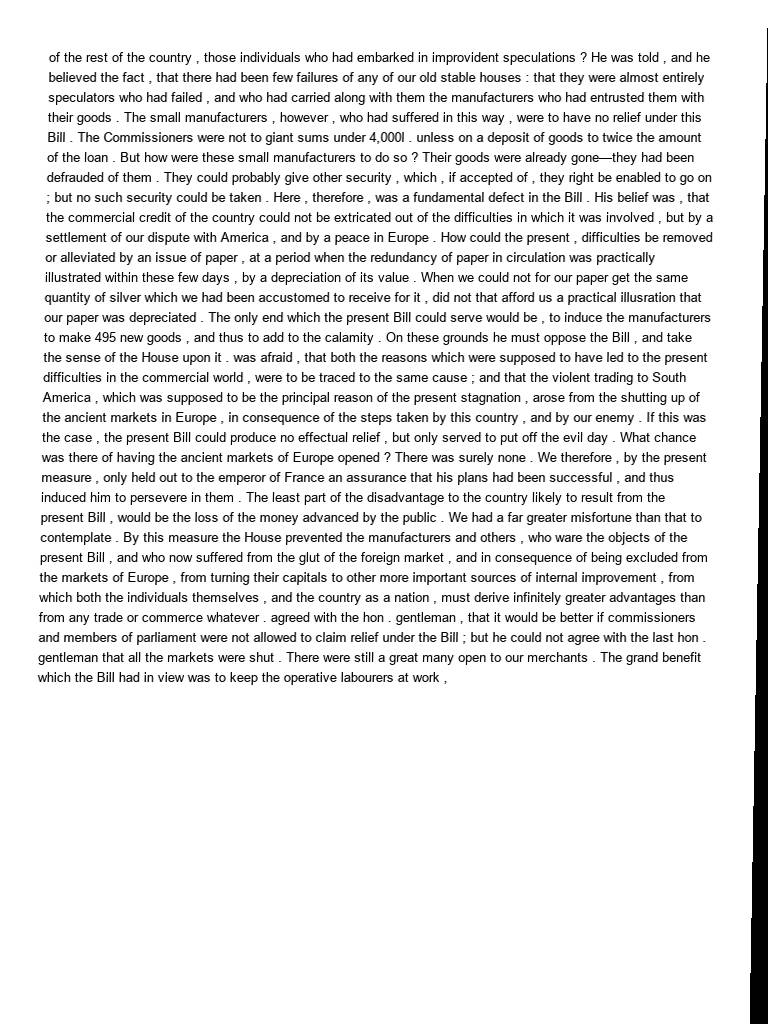 of the rest of the country , those individuals who had embarked in improvident speculations ? He was told , and he
believed the fact , that there had been few failures of any of our old stable houses : that they were almost entirely
speculators who had failed , and who had carried along with them the manufacturers who had entrusted them with
their goods . The small manufacturers , however , who had suffered in this way , were to have no relief under this
Bill . The Commissioners were not to giant sums under 4,000l . unless on a deposit of goods to twice the amount
of the loan . But how were these small manufacturers to do so ? Their goods were already gone—they had been
defrauded of them . They could probably give other security , which , if accepted of , they right be enabled to go on
; but no such security could be taken . Here , therefore , was a fundamental defect in the Bill . His belief was , that
the commercial credit of the country could not be extricated out of the difficulties in which it was involved , but by a
settlement of our dispute with America , and by a peace in Europe . How could the present , difficulties be removed
or alleviated by an issue of paper , at a period when the redundancy of paper in circulation was practically
illustrated within these few days , by a depreciation of its value . When we could not for our paper get the same
quantity of silver which we had been accustomed to receive for it , did not that afford us a practical illusration that
our paper was depreciated . The only end which the present Bill could serve would be , to induce the manufacturers
to make 495 new goods , and thus to add to the calamity . On these grounds he must oppose the Bill , and take
the sense of the House upon it . was afraid , that both the reasons which were supposed to have led to the present
difficulties in the commercial world , were to be traced to the same cause ; and that the violent trading to South
America , which was supposed to be the principal reason of the present stagnation , arose from the shutting up of
the ancient markets in Europe , in consequence of the steps taken by this country , and by our enemy . If this was
the case , the present Bill could produce no effectual relief , but only served to put off the evil day . What chance
was there of having the ancient markets of Europe opened ? There was surely none . We therefore , by the present
measure , only held out to the emperor of France an assurance that his plans had been successful , and thus
induced him to persevere in them . The least part of the disadvantage to the country likely to result from the
present Bill , would be the loss of the money advanced by the public . We had a far greater misfortune than that to
contemplate . By this measure the House prevented the manufacturers and others , who ware the objects of the
present Bill , and who now suffered from the glut of the foreign market , and in consequence of being excluded from
the markets of Europe , from turning their capitals to other more important sources of internal improvement , from
which both the individuals themselves , and the country as a nation , must derive infinitely greater advantages than
from any trade or commerce whatever . agreed with the hon . gentleman , that it would be better if commissioners
and members of parliament were not allowed to claim relief under the Bill ; but he could not agree with the last hon .
gentleman that all the markets were shut . There were still a great many open to our merchants . The grand benefit
which the Bill had in view was to keep the operative labourers at work ,